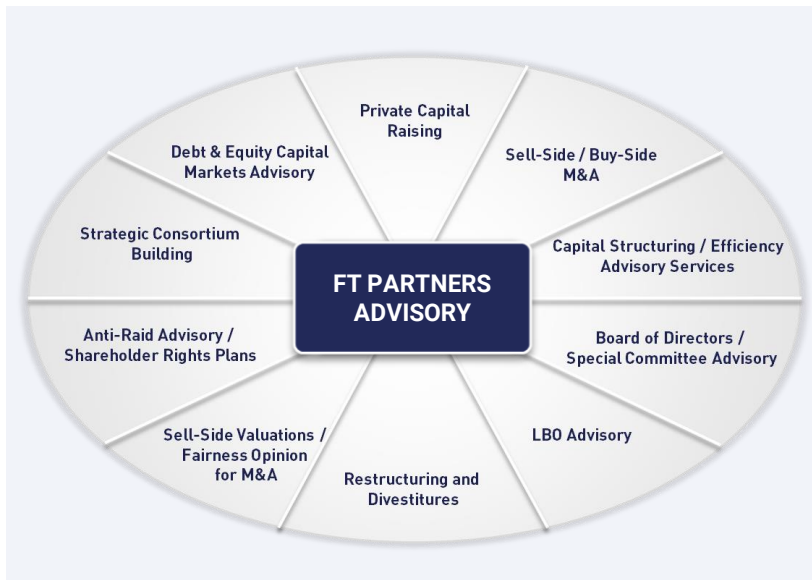 Private Capital
Raising
Sell-Side / Buy-Side
M&A
Capital Structuring / Efficiency
Advisory Services
Board of Directors /
Special Committee Advisory
LBO Advisory
Restructuring and
Divestitures
Sell-Side Valuations /
Fairness Opinion
for M&A
Anti-Raid Advisory /
Shareholder Rights Plans
Strategic Consortium
Building
Debt & Equity Capital
Markets Advisory
FT PARTNERS
ADVISORY